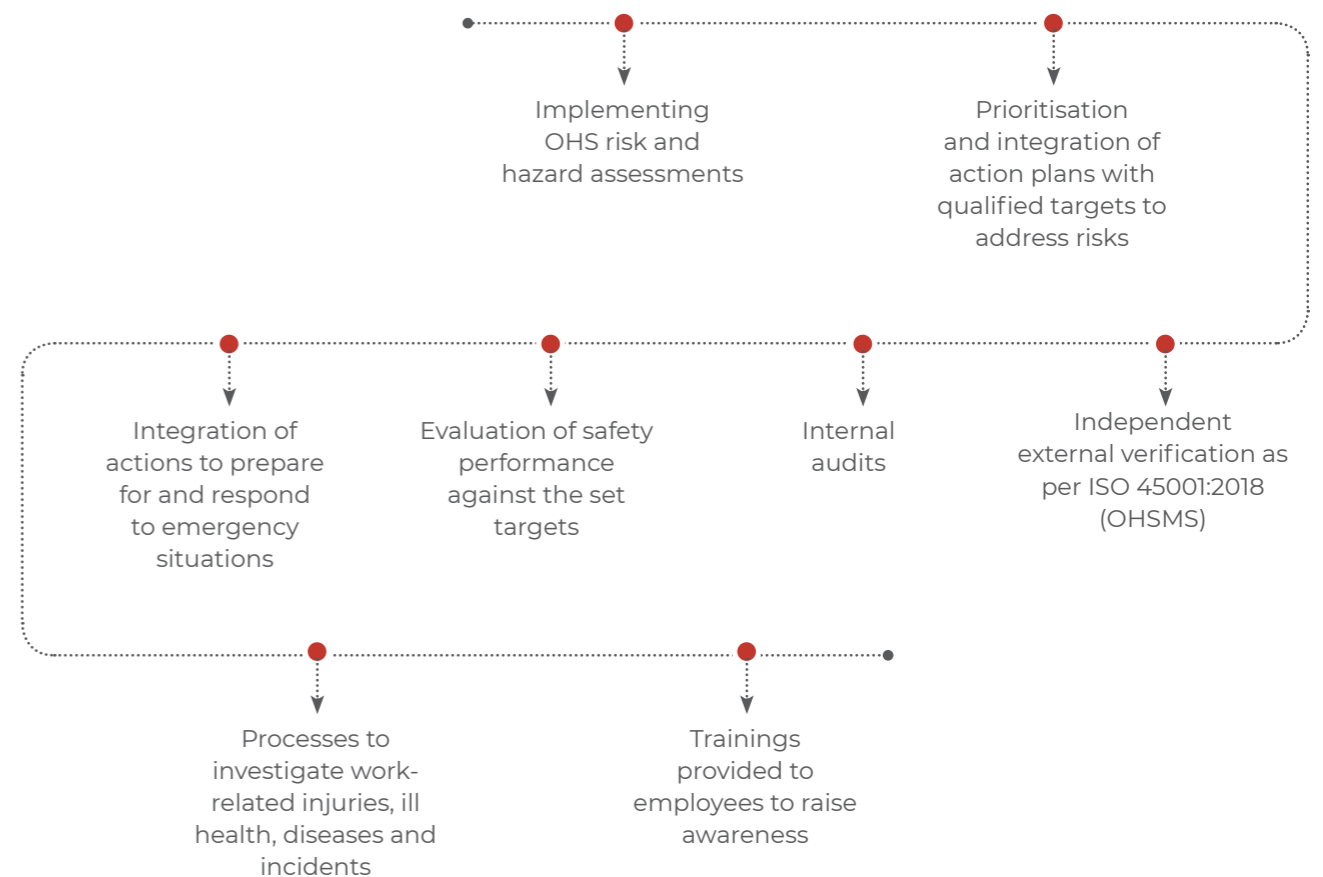 Implementing
OHS risk and
hazard assessments
Prioritisation
and integration of
action plans with
qualified targets to
address risks
Integration of
actions to prepare
for and respond
to emergency
situations
Evaluation of safety
performance
against the set
targets
Internal
audits
Independent
external verification as
per ISO 45001:2018
(OHSMS)
Processes to
investigate work-
related injuries, ill
health, diseases and
incidents
Trainings
provided to
employees to raise
awareness